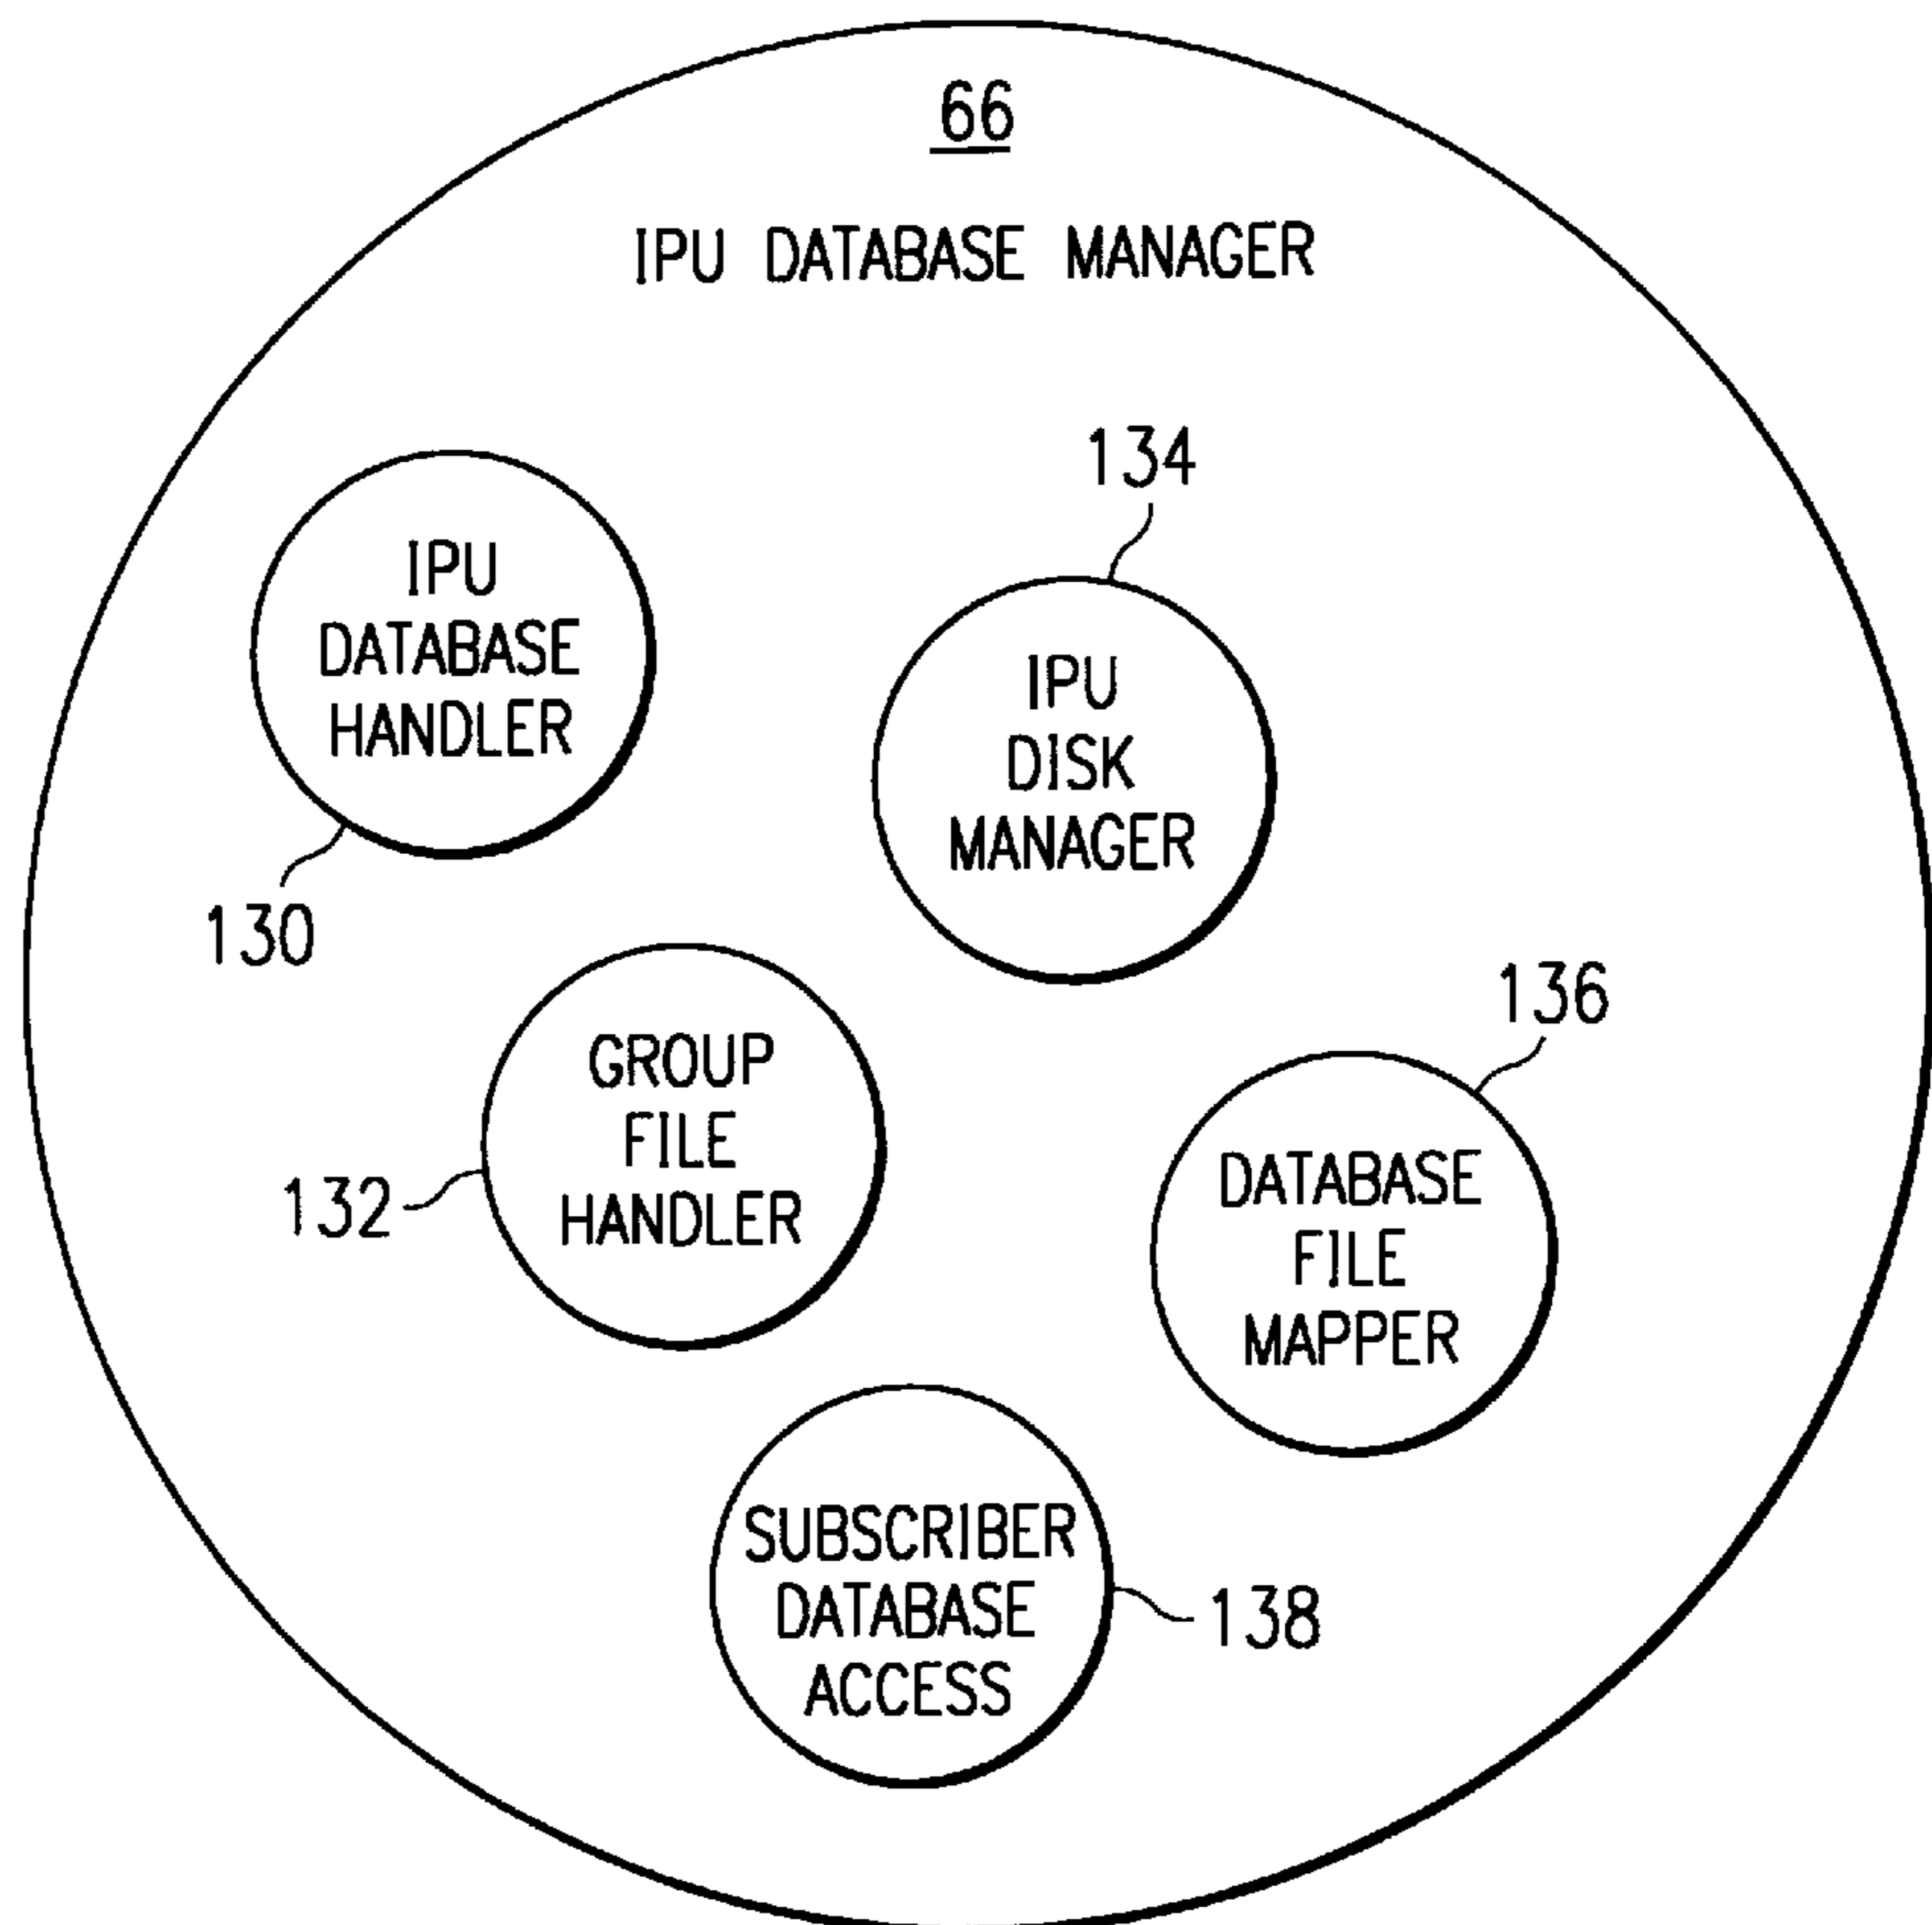 66
IPU DATABASE MANAGER
134
IPU
DATABASE
HANDLER
130
IPU
DISK
MANAGER
136
GROUP
FILE
HANDLER
132
DATABASE
FILE
MAPPER
SUBSCRIBER
DATABASE
ACCESS
138